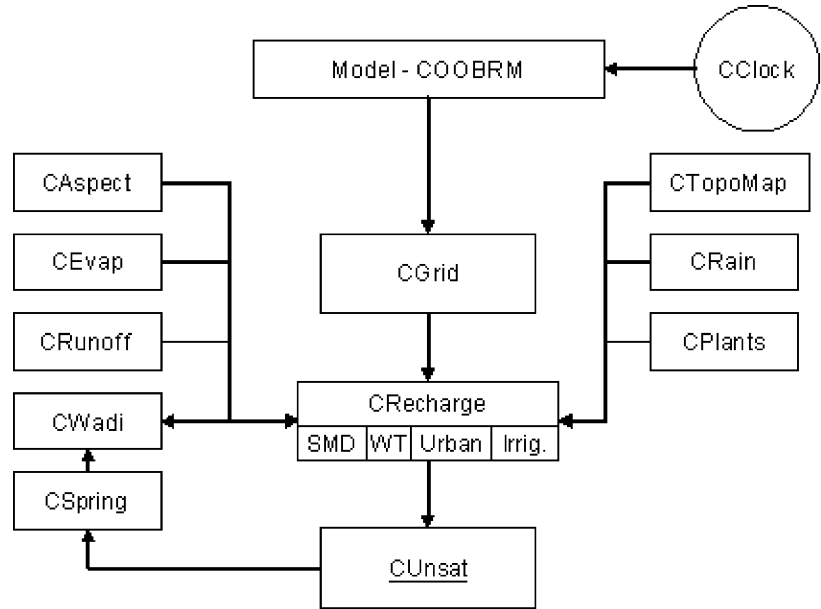 Model - COOBRM
CClock
CAspect
CTopoMap
CEvap
CGrid
CRain
CRunoff
CPlants
CWadi
CRecharge
SMD WT Urban Irrig.
CSpring
CUnsat